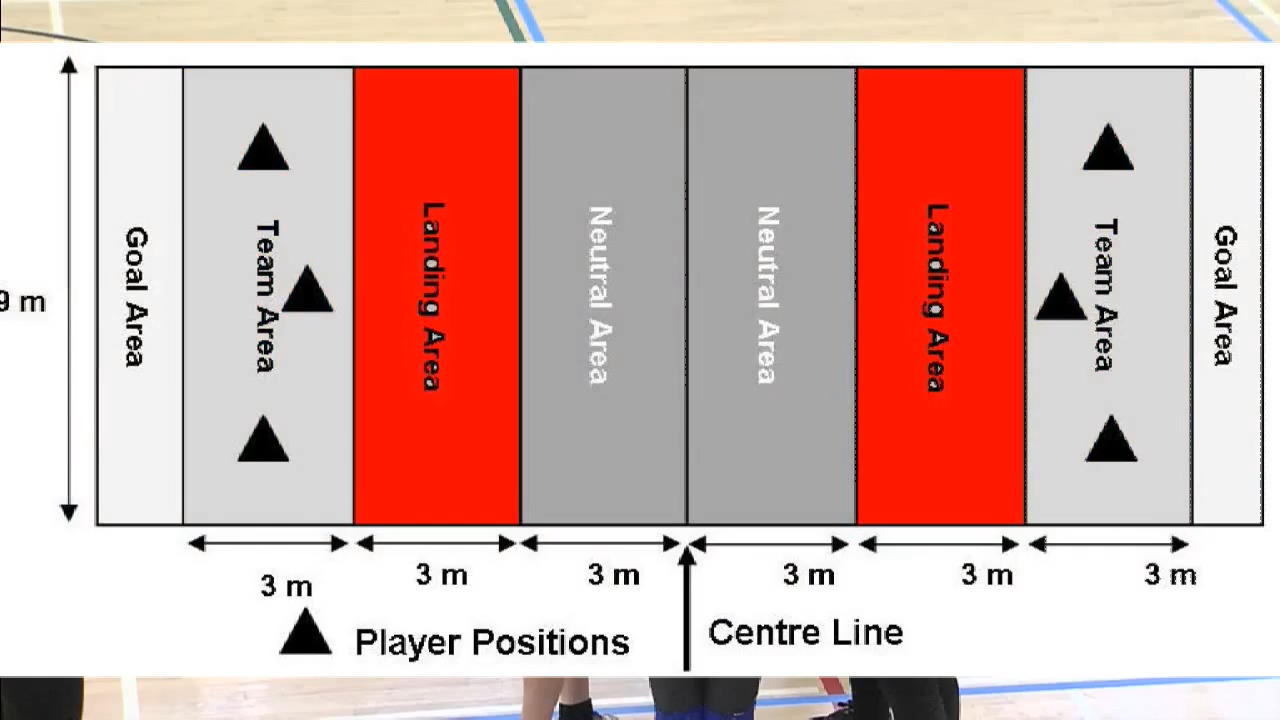 Goal Area
Team Area
Landing Area
Neutral Area
Neutral Area
Landing Area
Team Area
Goal Area
9 m
3 m
3 m
3 m
3 m
3 m
3 m
Player Positions
Centre Line